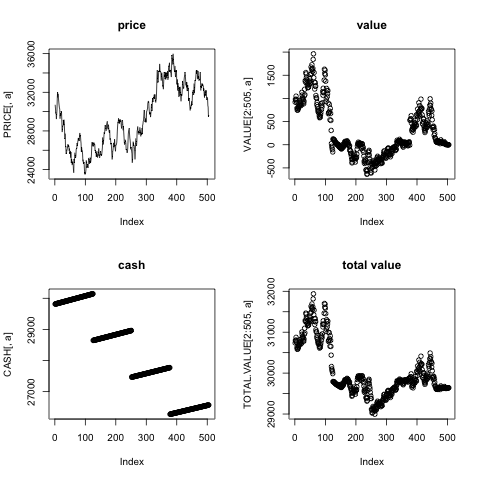 price
PRICE[, a]
24000 28000 32000 36000
0 100 200 300 400 500
Index
value
VALUE[2:505, a]
-500 0 500 1500
0 100 200 300 400 500
Index
cash
CASH[, a]
27000 29000
0 100 200 300 400 500
Index
total value
TOTAL.VALUE[2:505, a]
29000 30000 31000 32000
0 100 200 300 400 500
Index